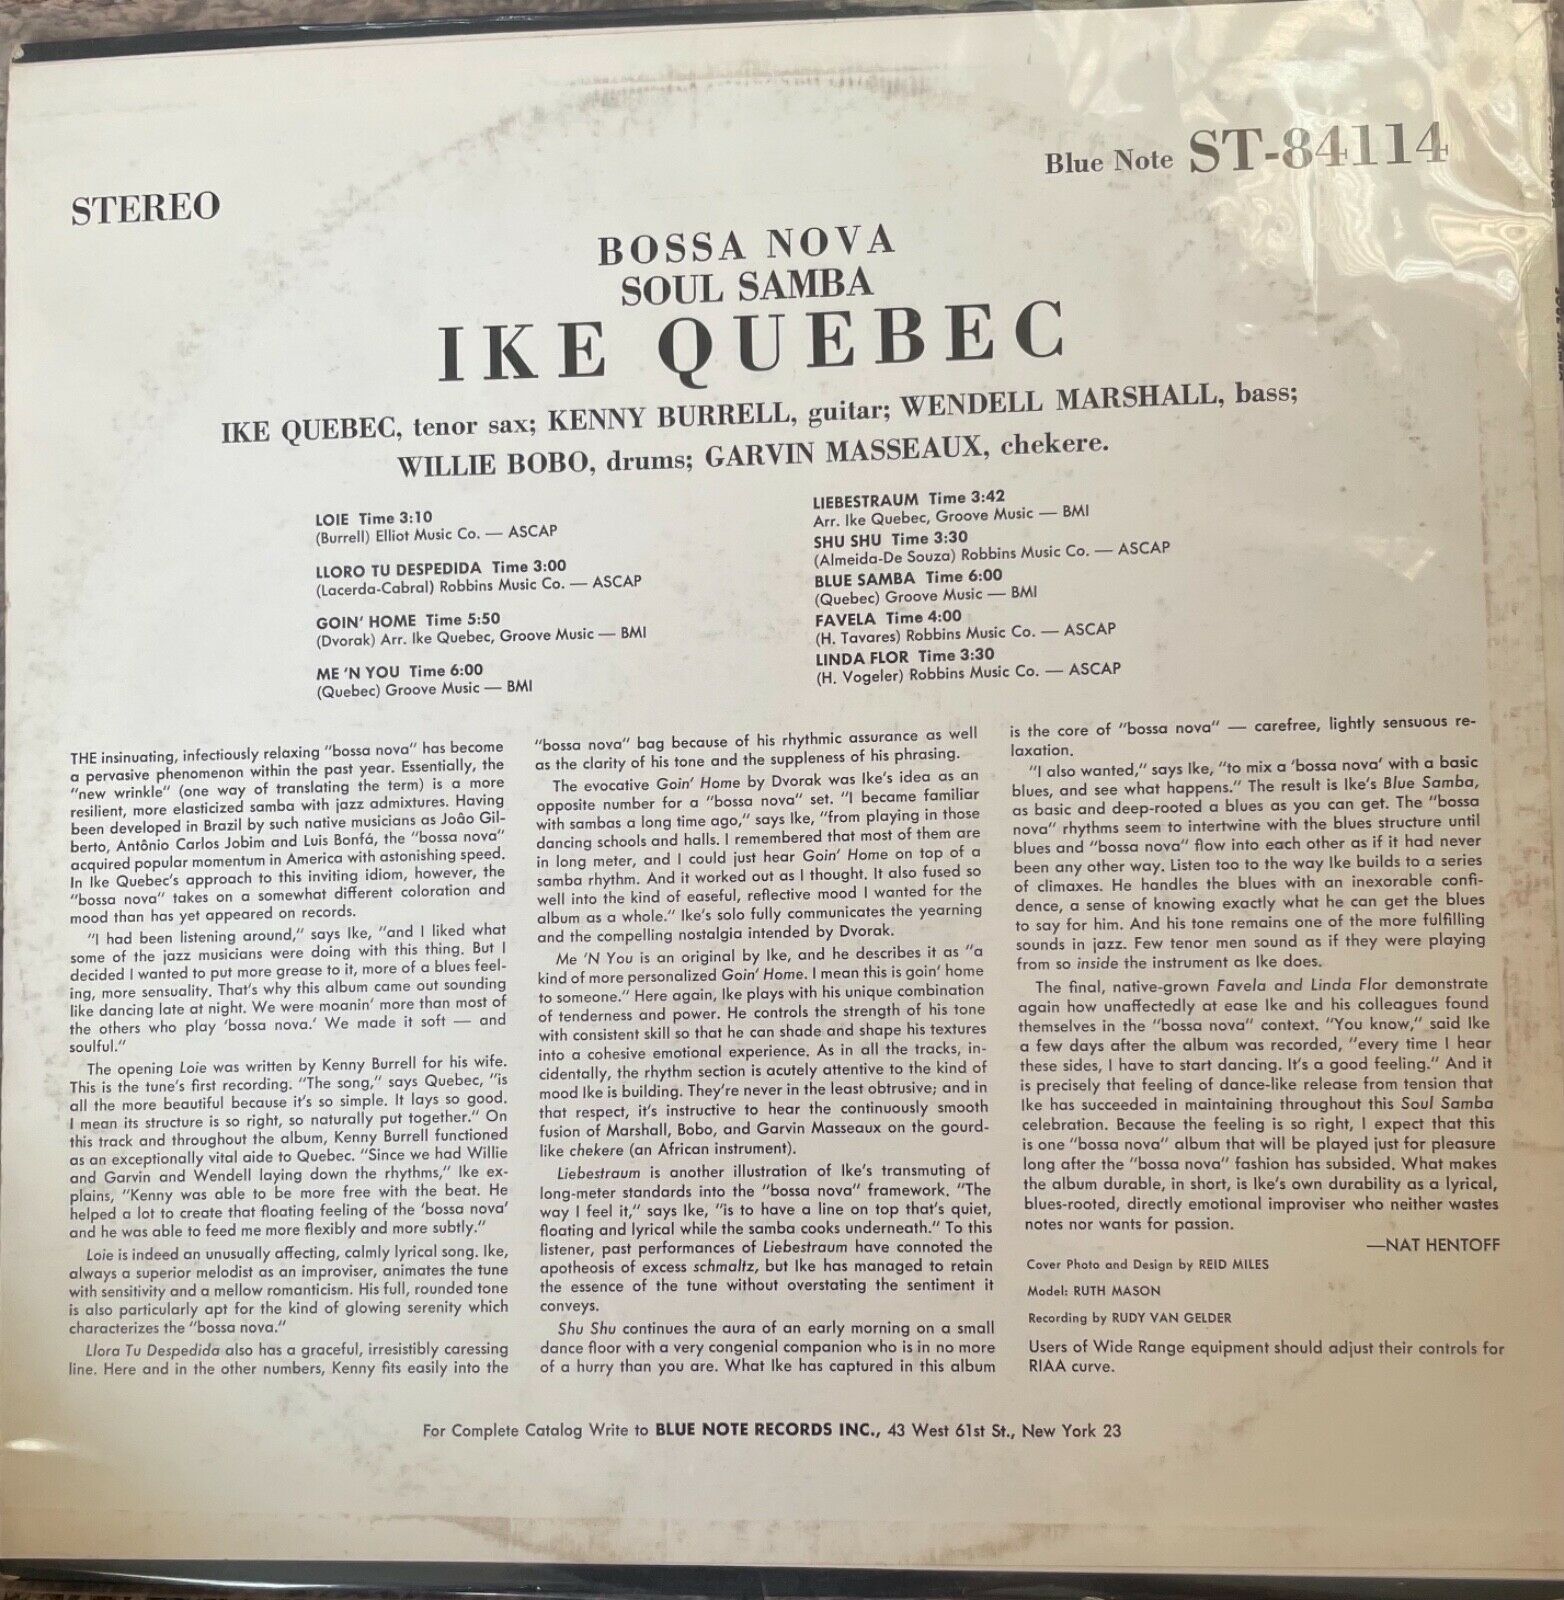 Blue Note ST-84114
STEREO
BOSSA NOVA
SOUL SAMBA
IKE QUEBEC
IKE QUEBEC, tenor sax; KENNY BURRELL, guitar; WENDELL MARSHALL, bass;
WILLIE BOBO, drums; GARVIN MASSEAUX, chekere.
LOIE Time 3:10
(Burrell) Elliot Music Co. — ASCAP
LLORO TU DESPEDIDA Time 3:00
(Lacerda-Cabral) Robbins Music Co. — ASCAP
GOIN' HOME Time 5:50
(Dvorak) Arr. Ike Quebec, Groove Music — BMI
ME 'N YOU Time 6:00
(Quebec) Groove Music — BMI
LIEBESTRAUM Time 3:42
Arr. Ike Quebec, Groove Music — BMI
SHU SHU Time 3:30
(Almeida-De Souza) Robbins Music Co. — ASCAP
BLUE SAMBA Time 6:00
(Quebec) Groove Music — BMI
FAVELA Time 4:00
(H. Tavares) Robbins Music Co. — ASCAP
LINDA FLOR Time 3:30
(H. Vogeler) Robbins Music Co. — ASCAP
THE insinuating, infectiously relaxing "bossa nova" has become
a pervasive phenomenon within the past year. Essentially, the
"new wrinkle" (one way of translating the term) is a more
resilient, more elasticized samba with jazz admixtures. Having
been developed in Brazil by such native musicians as Joâo Gil-
berto, Antônio Carlos Jobim and Luis Bonfá, the "bossa nova"
acquired popular momentum in America with astonishing speed.
In Ike Quebec's approach to this inviting idiom, however, the
"bossa nova" takes on a somewhat different coloration and
mood than has yet appeared on records.
"I had been listening around," says Ike, "and I liked what
some of the jazz musicians were doing with this thing. But I
decided I wanted to put more grease to it, more of a blues feel-
ing, more sensuality. That's why this album came out sounding
like dancing late at night. We were moanin' more than most of
the others who play 'bossa nova.' We made it soft — and
soulful."
The opening Loie was written by Kenny Burrell for his wife.
This is the tune's first recording. "The song," says Quebec, "is
all the more beautiful because it's so simple. It lays so good.
I mean its structure is so right, so naturally put together." On
this track and throughout the album, Kenny Burrell functioned
as an exceptionally vital aide to Quebec. "Since we had Willie
and Garvin and Wendell laying down the rhythms," Ike ex-
plains, "Kenny was able to be more free with the beat. He
helped a lot to create that floating feeling of the 'bossa nova'
and he was able to feed me more flexibly and more subtly."
Loie is indeed an unusually affecting, calmly lyrical song. Ike,
always a superior melodist as an improviser, animates the tune
with sensitivity and a mellow romanticism. His full, rounded tone
is also particularly apt for the kind of glowing serenity which
characterizes the "bossa nova."
Llora Tu Despedida also has a graceful, irresistibly caressing
line. Here and in the other numbers, Kenny fits easily into the
"bossa nova" bag because of his rhythmic assurance as well
as the clarity of his tone and the suppleness of his phrasing.
The evocative Goin' Home by Dvorak was Ike's idea as an
opposite number for a "bossa nova" set. "I became familiar
with sambas a long time ago," says Ike, "from playing in those
dancing schools and halls. I remembered that most of them are
in long meter, and I could just hear Goin' Home on top of a
samba rhythm. And it worked out as I thought. It also fused so
well into the kind of easeful, reflective mood I wanted for the
album as a whole." Ike's solo fully communicates the yearning
and the compelling nostalgia intended by Dvorak.
Me 'N You is an original by Ike, and he describes it as "a
kind of more personalized Goin' Home. I mean this is goin' home
to someone." Here again, Ike plays with his unique combination
of tenderness and power. He controls the strength of his tone
with consistent skill so that he can shade and shape his textures
into a cohesive emotional experience. As in all the tracks, in-
cidentally, the rhythm section is acutely attentive to the kind of
mood Ike is building. They're never in the least obtrusive; and in
that respect, it's instructive to hear the continuously smooth
fusion of Marshall, Bobo, and Garvin Masseaux on the gourd-
like chekere (an African instrument).
Liebestraum is another illustration of Ike's transmuting of
long-meter standards into the "bossa nova" framework. "The
way I feel it," says Ike, "is to have a line on top that's quiet,
floating and lyrical while the samba cooks underneath." To this
listener, past performances of Liebestraum have connoted the
apotheosis of excess schmaltz, but Ike has managed to retain
the essence of the tune without overstating the sentiment it
conveys.
Shu Shu continues the aura of an early morning on a small
dance floor with a very congenial companion who is in no more
of a hurry than you are. What Ike has captured in this album
is the core of "bossa nova" — carefree, lightly sensuous re-
laxation.
"I also wanted," says Ike, "to mix a 'bossa nova' with a basic
blues, and see what happens." The result is Ike's Blue Samba,
as basic and deep-rooted a blues as you can get. The "bossa
nova" rhythms seem to intertwine with the blues structure until
blues and "bossa nova" flow into each other as if it had never
been any other way. Listen too to the way Ike builds to a series
of climaxes. He handles the blues with an inexorable confi-
dence, a sense of knowing exactly what he can get the blues
to say for him. And his tone remains one of the more fulfilling
sounds in jazz. Few tenor men sound as if they were playing
from so inside the instrument as Ike does.
The final, native-grown Favela and Linda Flor demonstrate
again how unaffectedly at ease Ike and his colleagues found
themselves in the "bossa nova" context. "You know," said Ike
a few days after the album was recorded, "every time I hear
these sides, I have to start dancing. It's a good feeling." And it
is precisely that feeling of dance-like release from tension that
Ike has succeeded in maintaining throughout this Soul Samba
celebration. Because the feeling is so right, I expect that this
is one "bossa nova" album that will be played just for pleasure
long after the "bossa nova" fashion has subsided. What makes
the album durable, in short, is Ike's own durability as a lyrical,
blues-rooted, directly emotional improviser who neither wastes
notes nor wants for passion.
—NAT HENTOFF
Cover Photo and Design by REID MILES
Model: RUTH MASON
Recording by RUDY VAN GELDER
Users of Wide Range equipment should adjust their controls for
RIAA curve.
For Complete Catalog Write to BLUE NOTE RECORDS INC., 43 West 61st St., New York 23